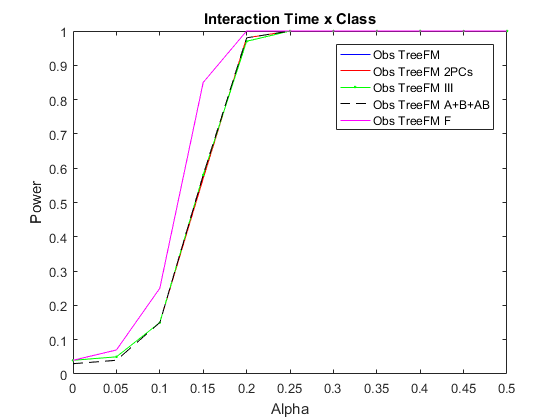 Interaction Time x Class
1
0.9
0.8
0.7
0.6
0.5
0.4
0.3
0.2
0.1
0
Power
Obs TreeFM
Obs TreeFM 2PCs
Obs TreeFM III
Obs TreeFM A+B+AB
Obs TreeFM F
0 0.05 0.1 0.15 0.2 0.25 0.3 0.35 0.4 0.45 0.5
Alpha